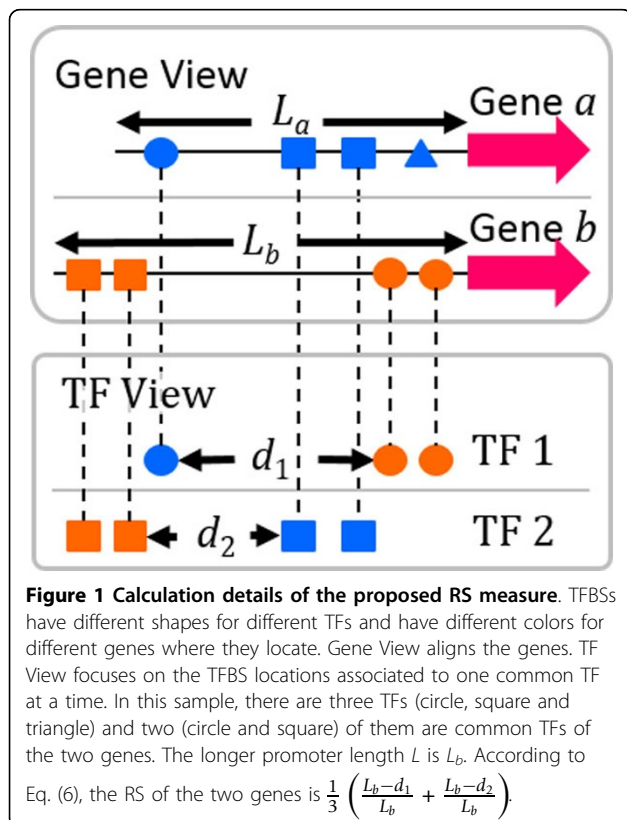 Gene View
L_a
Gene a
L_b
Gene b
TF View
d_1
TF 1
d_2
TF 2
Figure 1 Calculation details of the proposed RS measure. TFBSs
have different shapes for different TFs and have different colors for
different genes where they locate. Gene View aligns the genes. TF
View focuses on the TFBS locations associated to one common TF
at a time. In this sample, there are three TFs (circle, square and
triangle) and two (circle and square) of them are common TFs of
the two genes. The longer promoter length L is L_b. According to
Eq. (6), the RS of the two genes is \frac{1}{3} \left( \frac{L_b-d_1}{L_b} + \frac{L_b-d_2}{L_b} \right).